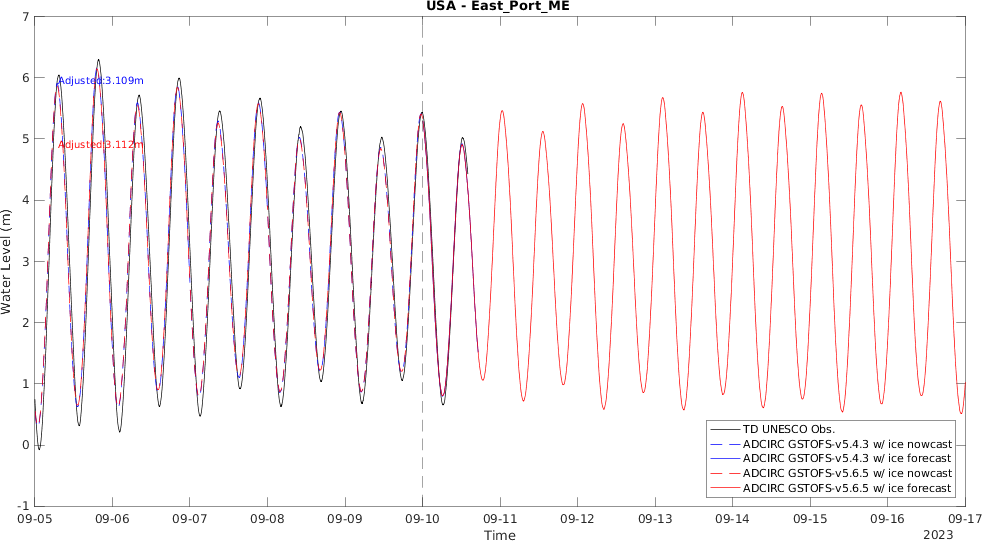 USA - East_Port_ME
7
6
5
4
3
2
1
0
-1
Water Level (m)
Adjusted:3.109m
Adjusted:3.112m
TD UNESCO Obs.
ADCIRC GSTOFS-v5.4.3 w/ ice nowcast
ADCIRC GSTOFS-v5.4.3 w/ ice forecast
ADCIRC GSTOFS-v5.6.5 w/ ice nowcast
ADCIRC GSTOFS-v5.6.5 w/ ice forecast
09-05 09-06 09-07 09-08 09-09 09-10 09-11 09-12 09-13 09-14 09-15 09-16 09-17
Time
2023